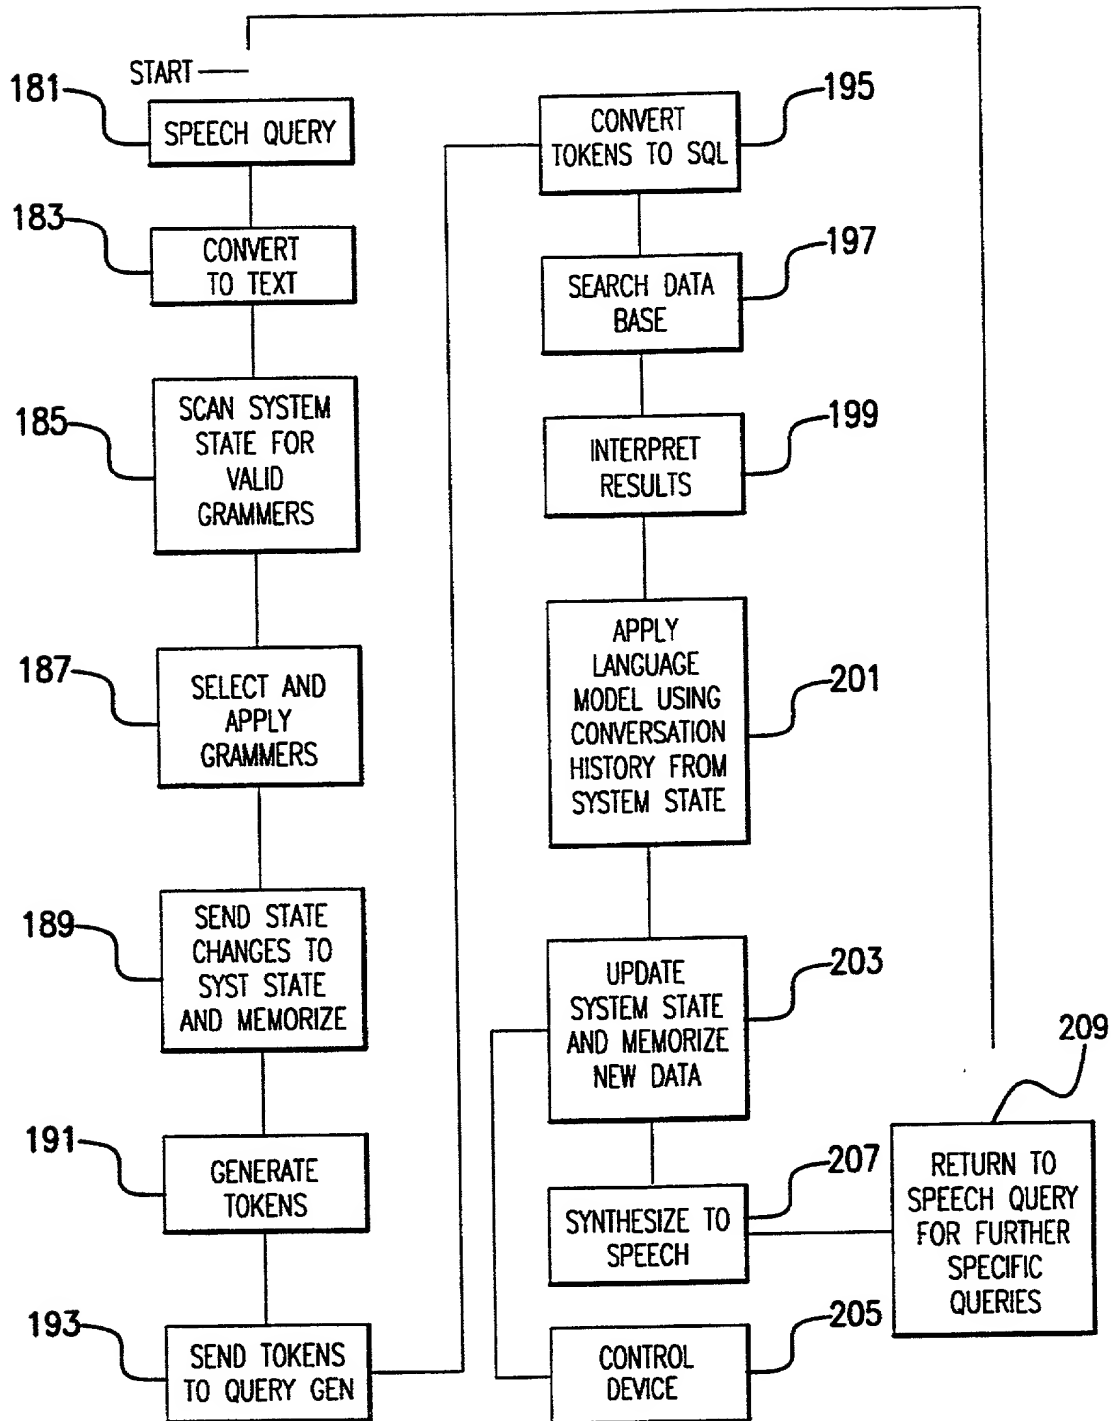 START
181
SPEECH QUERY
183
CONVERT
TO TEXT
185
SCAN SYSTEM
STATE FOR
VALID
GRAMMERS
187
SELECT AND
APPLY
GRAMMERS
189
SEND STATE
CHANGES TO
SYST STATE
AND MEMORIZE
191
GENERATE
TOKENS
193
SEND TOKENS
TO QUERY GEN
195
CONVERT
TOKENS TO SQL
197
SEARCH DATA
BASE
199
INTERPRET
RESULTS
201
APPLY
LANGUAGE
MODEL USING
CONVERSATION
HISTORY FROM
SYSTEM STATE
203
UPDATE
SYSTEM STATE
AND MEMORIZE
NEW DATA
207
SYNTHESIZE TO
SPEECH
205
CONTROL
DEVICE
209
RETURN TO
SPEECH QUERY
FOR FURTHER
SPECIFIC
QUERIES